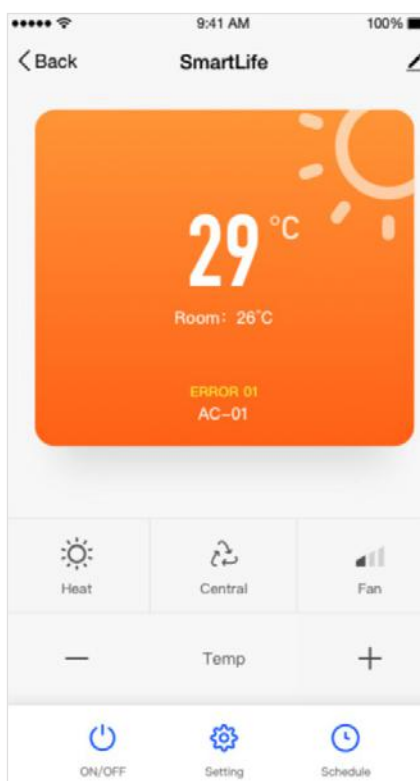 9:41 AM 100%
Back SmartLife
29 °C
Room: 26°C
ERROR 01
AC-01
Heat Central Fan
− Temp +
ON/OFF Setting Schedule